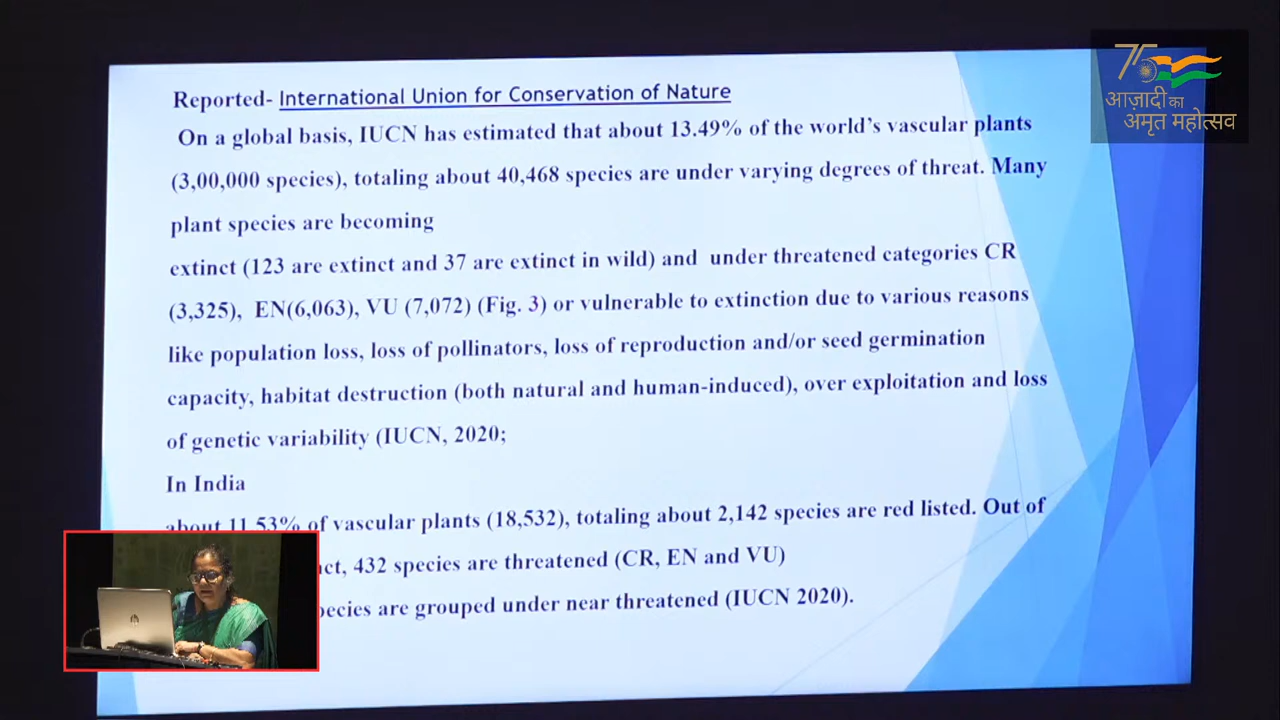 75
आज़ादी का
अमृत महोत्सव
Reported- International Union for Conservation of Nature
On a global basis, IUCN has estimated that about 13.49% of the world's vascular plants
(3,00,000 species), totaling about 40,468 species are under varying degrees of threat. Many
plant species are becoming
extinct (123 are extinct and 37 are extinct in wild) and under threatened categories CR
(3,325), EN(6,063), VU (7,072) (Fig. 3) or vulnerable to extinction due to various reasons
like population loss, loss of pollinators, loss of reproduction and/or seed germination
capacity, habitat destruction (both natural and human-induced), over exploitation and loss
of genetic variability (IUCN, 2020;
In India
about 11.53% of vascular plants (18,532), totaling about 2,142 species are red listed. Out of
432 species are threatened (CR, EN and VU)
are grouped under near threatened (IUCN 2020).